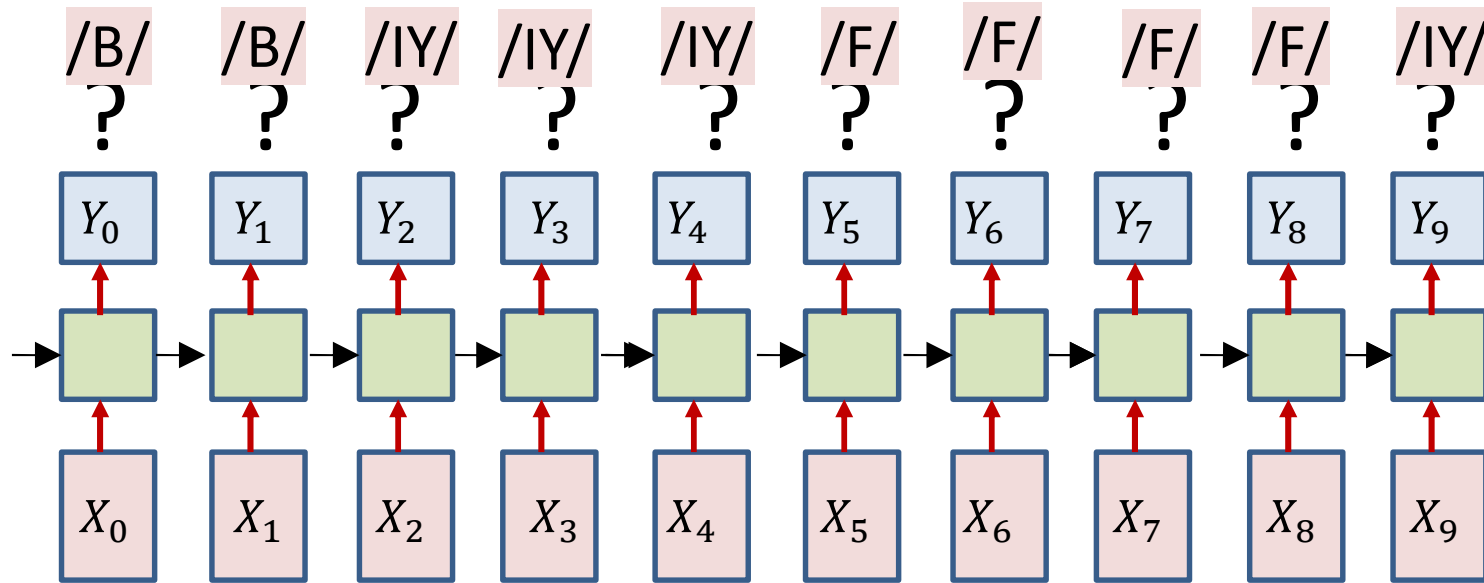 /B/ /B/ /IY/ /IY/ /IY/ /F/ /F/ /F/ /F/ /IY/
? ? ? ? ? ? ? ? ? ?
Y₀ Y₁ Y₂ Y₃ Y₄ Y₅ Y₆ Y₇ Y₈ Y₉
X₀ X₁ X₂ X₃ X₄ X₅ X₆ X₇ X₈ X₉